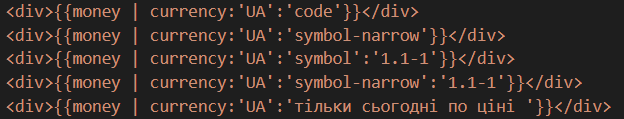 <div>{{money | currency:'UA':'code'}}</div>
<div>{{money | currency:'UA':'symbol-narrow'}}</div>
<div>{{money | currency:'UA':'symbol':'1.1-1'}}</div>
<div>{{money | currency:'UA':'symbol-narrow':'1.1-1'}}</div>
<div>{{money | currency:'UA':'тільки сьогодні по ціні '}}</div>